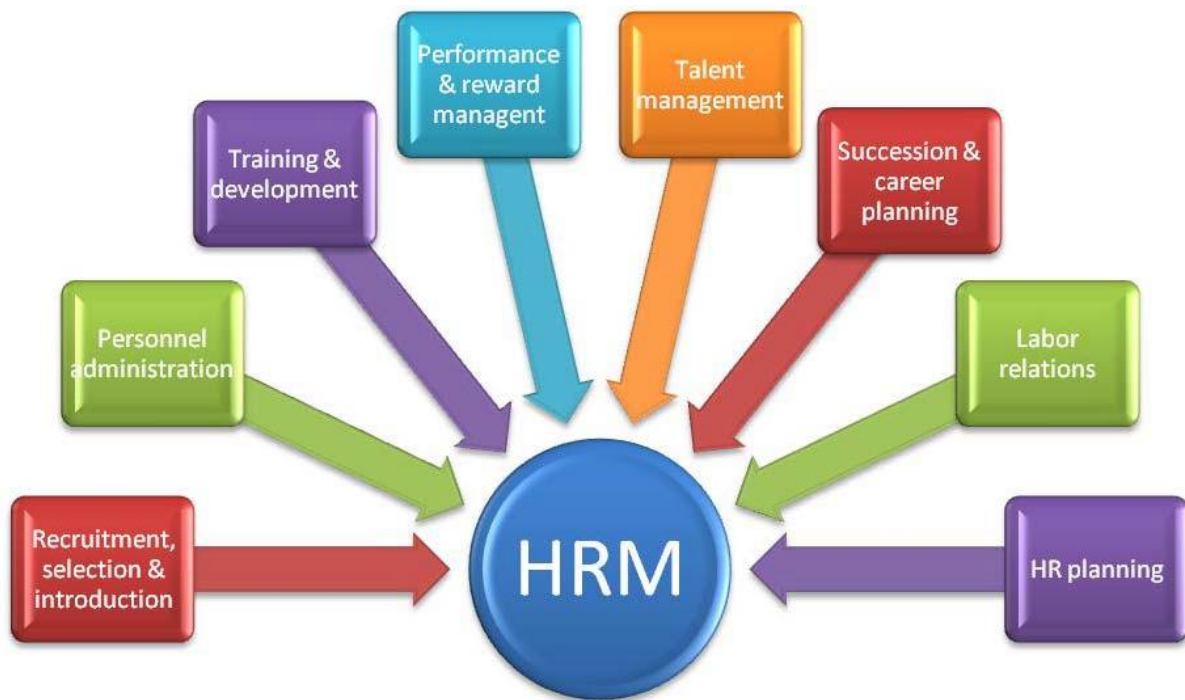 Performance
& reward
managent
Talent
management
Training &
development
Succession &
career
planning
Personnel
administration
Labor
relations
Recruitment,
selection &
introduction
HRM
HR planning